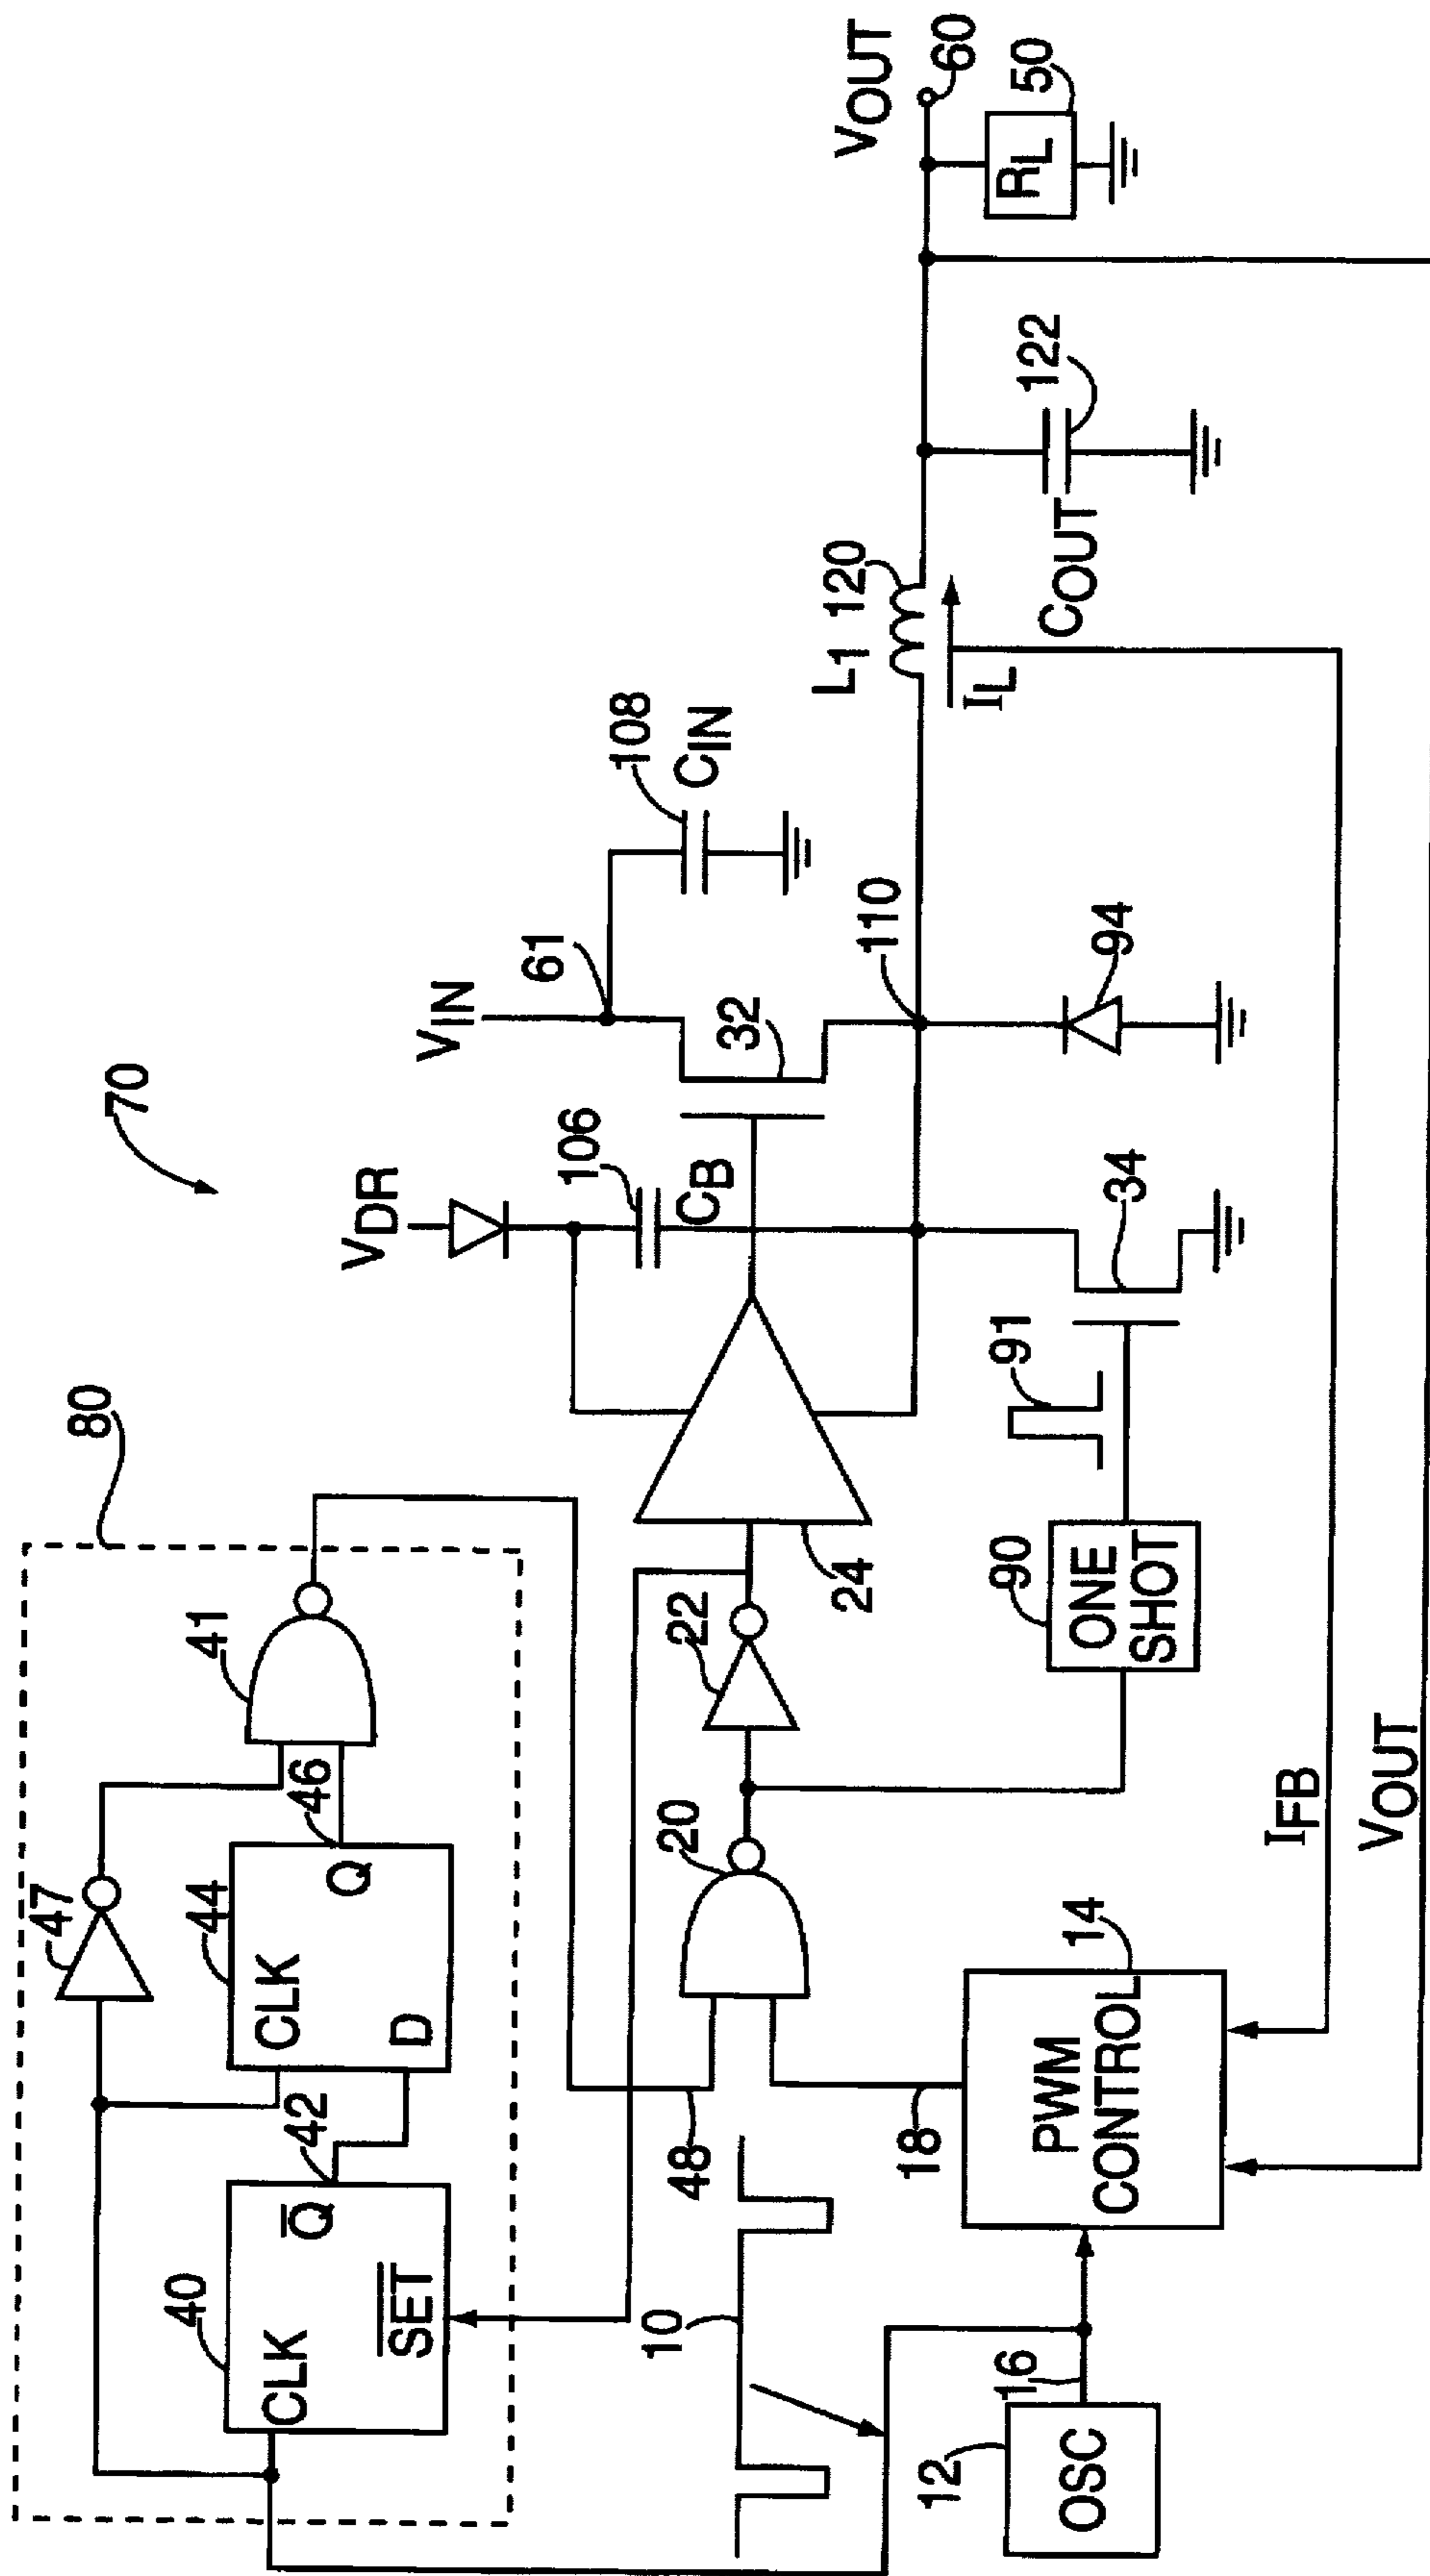 70
80
47
41
44
CLK
Q
D
46
40
CLK
Q̅
S̅E̅T̅
42
VDR
106
CB
VIN
61
108
CIN
32
110
94
L1 120
IL
COUT
122
VOUT
60
RL
50
24
22
20
48
18
10
91
34
90
ONE
SHOT
PWM
CONTROL
14
16
12
OSC
IFB
VOUT